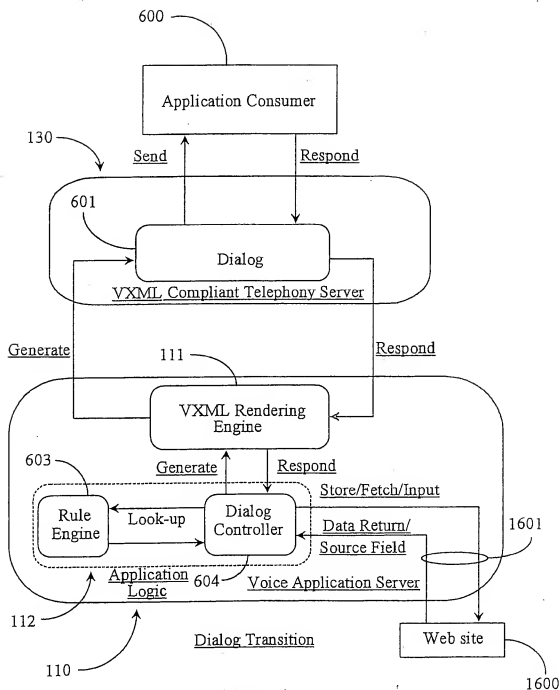 600
Application Consumer
130
Send
Respond
601
Dialog
VXML Compliant Telephony Server
Generate
Respond
111
VXML Rendering
Engine
603
Generate
Respond
Store/Fetch/Input
Rule
Engine
Look-up
Dialog
Controller
Data Return/
Source Field
1601
Application
Logic
604
Voice Application Server
112
110
Dialog Transition
Web site
1600